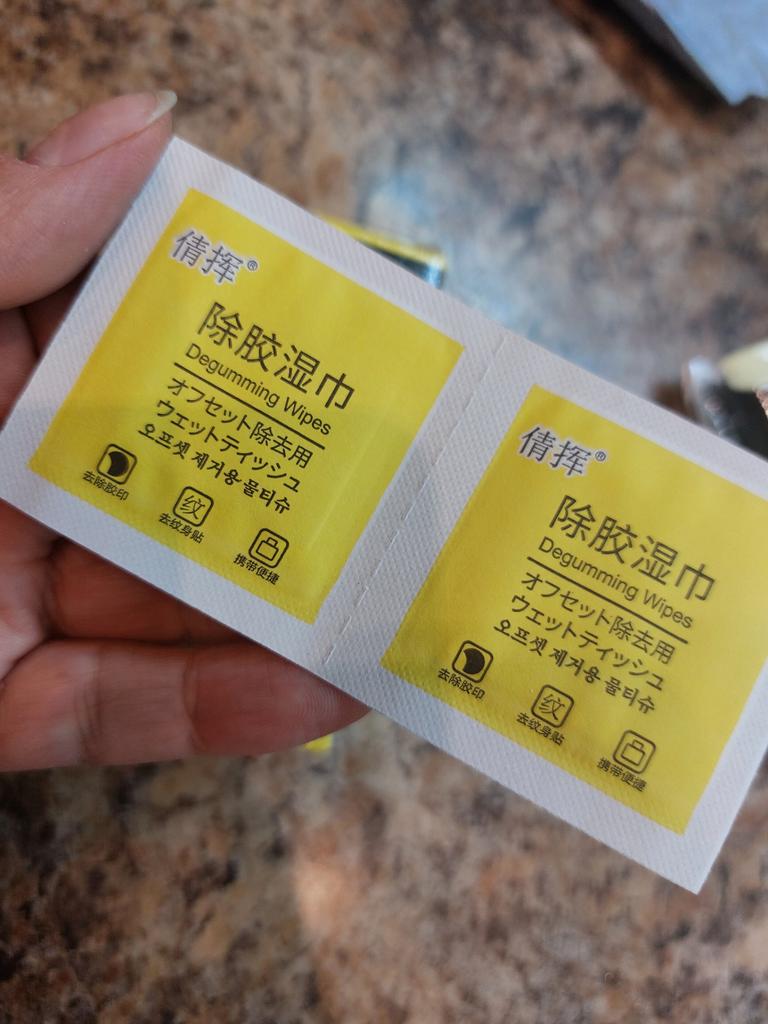 倩挥®
除胶湿巾
Degumming Wipes
オフセット除去用
ウェットティッシュ
오프셋 제거용 물티슈
去除胶印
纹
去纹身贴
携带便捷
倩挥®
除胶湿巾
Degumming Wipes
オフセット除去用
ウェットティッシュ
오프셋 제거용 물티슈
去除胶印
纹
去纹身贴
携带便捷